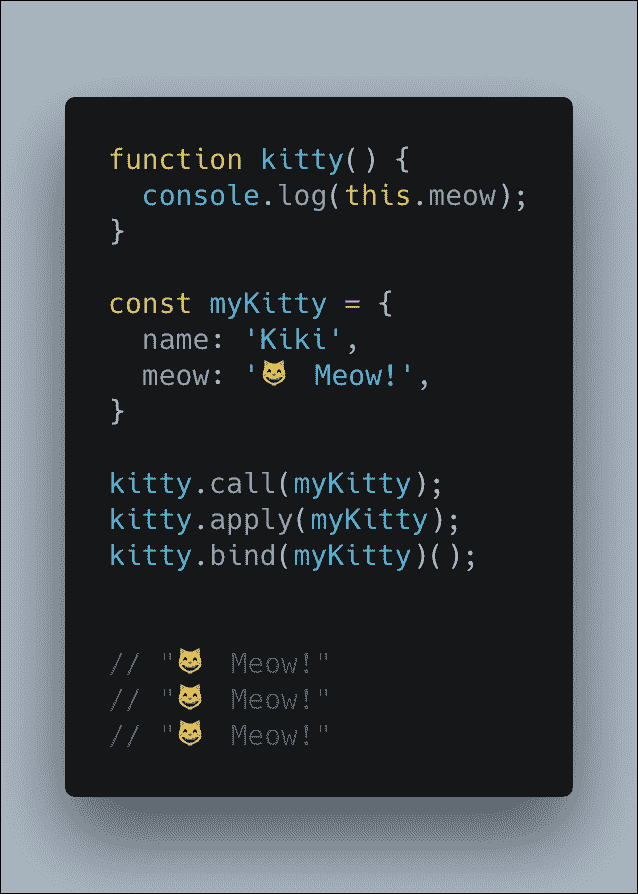 function kitty() {
  console.log(this.meow);
}
const myKitty = {
  name: 'Kiki',
  meow: '😸 Meow!',
}
kitty.call(myKitty);
kitty.apply(myKitty);
kitty.bind(myKitty)();
// "😸 Meow!"
// "😸 Meow!"
// "😸 Meow!"